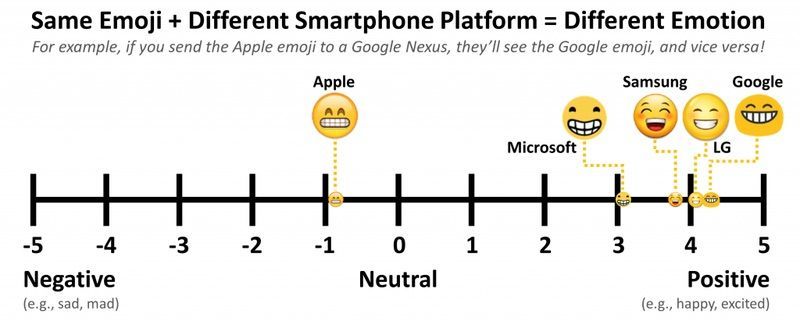 Same Emoji + Different Smartphone Platform = Different Emotion
For example, if you send the Apple emoji to a Google Nexus, they'll see the Google emoji, and vice versa!
Apple
Samsung
Google
Microsoft
LG
-5 -4 -3 -2 -1 0 1 2 3 4 5
Negative Neutral Positive
(e.g., sad, mad) (e.g., happy, excited)